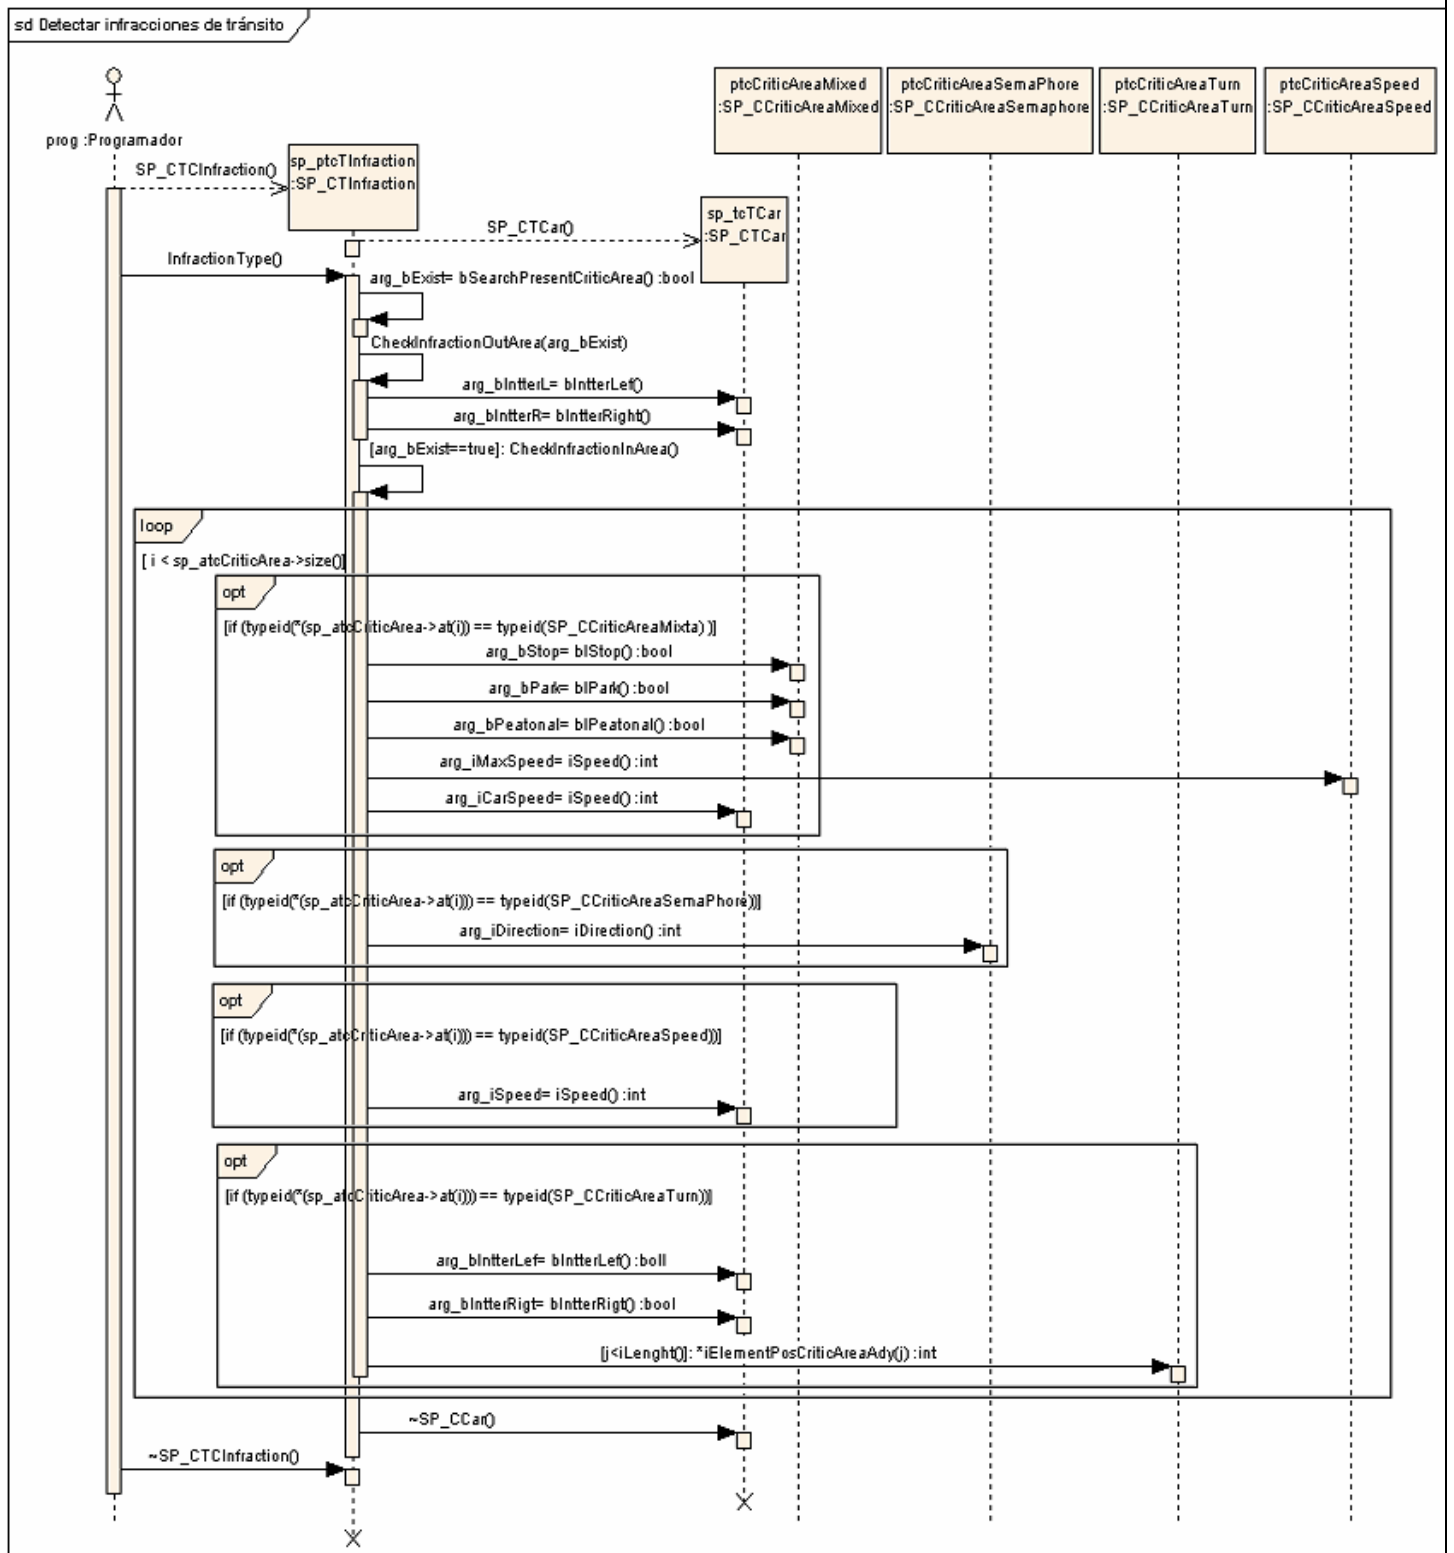 sd Detectar infracciones de tránsito
prog :Programador
ptcCriticAreaMixed
:SP_CCriticAreaMixed
ptcCriticAreaSemaPhore
:SP_CCriticAreaSemaphore
ptcCriticAreaTurn
:SP_CCriticAreaTurn
ptcCriticAreaSpeed
:SP_CCriticAreaSpeed
SP_CTCInfraction()
sp_ptcTInfraction
:SP_CTInfraction
SP_CTCar()
sp_tcTCar
:SP_CTCar
InfractionType()
arg_bExist= bSearchPresentCriticArea() :bool
CheckInfractionOutArea(arg_bExist)
arg_bIntterL= bIntterLef()
arg_bIntterR= bIntterRight()
[arg_bExist==true]: CheckInfractionInArea()
loop
[ i < sp_atcCriticArea->size()]
opt
[if (typeid(*(sp_atcCriticArea->at(i)) == typeid(SP_CCriticAreaMixta) )]
arg_bStop= bIStop() :bool
arg_bPark= bIPark() :bool
arg_bPeatonal= bIPeatonal() :bool
arg_iMaxSpeed= iSpeed() :int
arg_iCarSpeed= iSpeed() :int
opt
[if (typeid(*(sp_atcCriticArea->at(i))) == typeid(SP_CCriticAreaSemaPhore))]
arg_iDirection= iDirection() :int
opt
[if (typeid(*(sp_atcCriticArea->at(i))) == typeid(SP_CCriticAreaSpeed))]
arg_iSpeed= iSpeed() :int
opt
[if (typeid(*(sp_atcCriticArea->at(i))) == typeid(SP_CCriticAreaTurn))]
arg_bIntterLef= bIntterLef() :boll
arg_bIntterRigt= bIntterRigt() :bool
[j<iLenght()]: *iElementPosCriticAreaAdy(j) :int
~SP_CCar()
~SP_CTCInfraction()